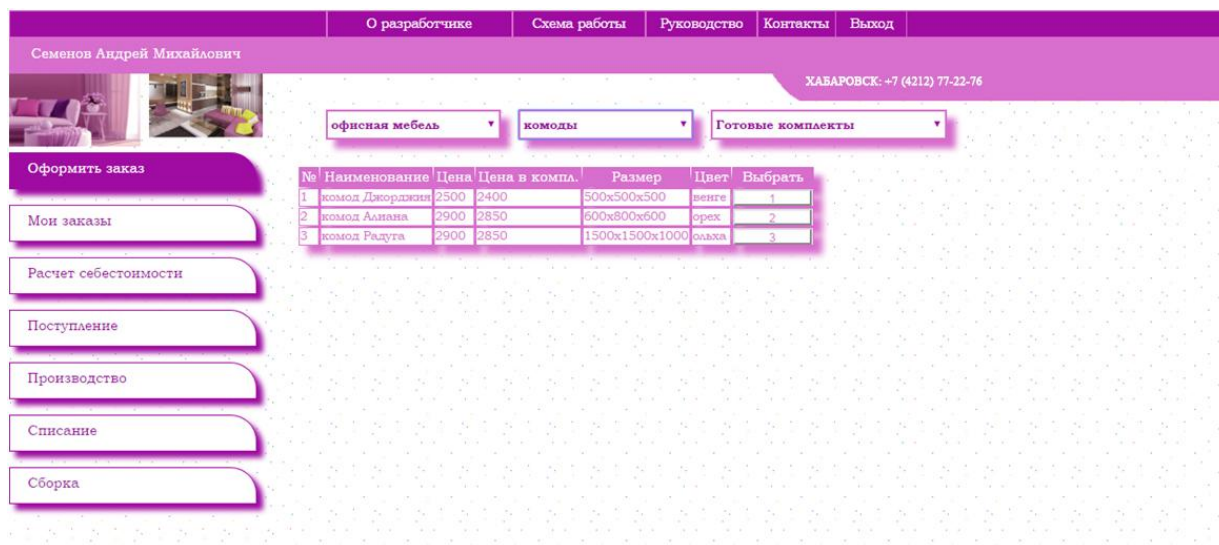 О разработчике Схема работы Руководство Контакты Выход
Семенов Андрей Михайлович
ХАБАРОВСК: +7 (4212) 77-22-76
офисная мебель комоды Готовые комплекты
Оформить заказ
Мои заказы
Расчет себестоимости
Поступление
Производство
Списание
Сборка
№ Наименование Цена Цена в компл. Размер Цвет Выбрать
1 комод Джорджия 2500 2400 500x500x500 венге 1
2 комод Алиана 2900 2850 600x800x600 орех 2
3 комод Радуга 2900 2850 1500x1500x1000 ольха 3